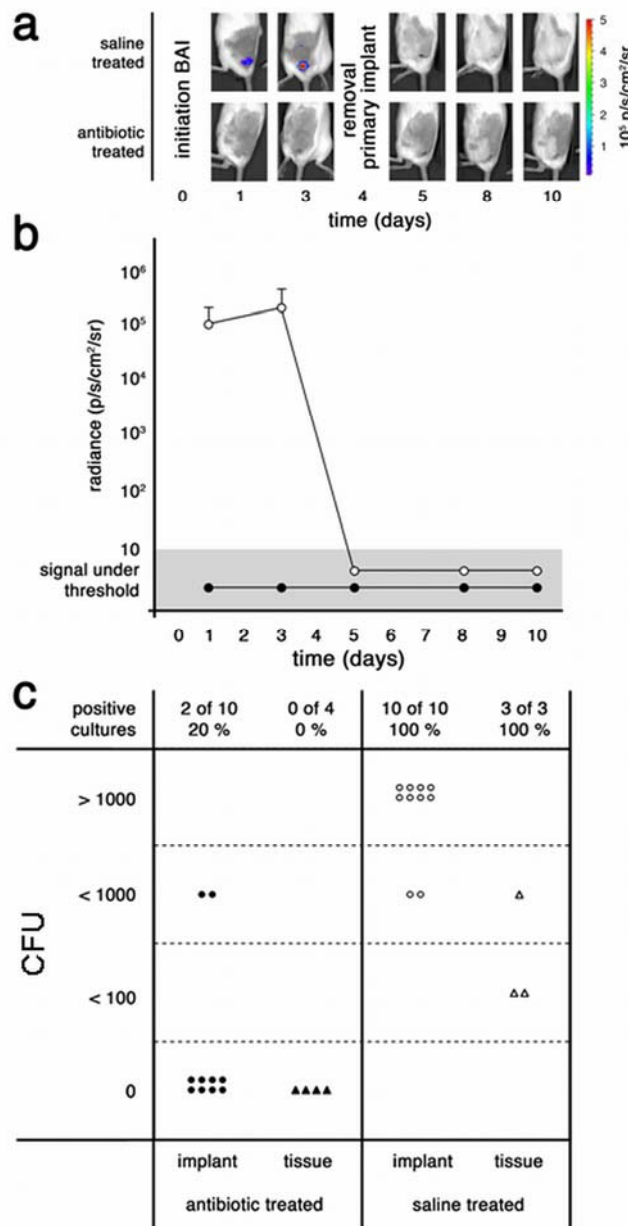 a
saline
treated
antibiotic
treated
initiation BAI
removal
primary implant
5
4
3
2
1
10⁵ p/s/cm²/sr
0 1 3 4 5 8 10
time (days)
b
radiance (p/s/cm²/sr)
10⁶
10⁵
10⁴
10³
10²
10
signal under
threshold
0 1 2 3 4 5 6 7 8 9 10
time (days)
c
positive
cultures
2 of 10
20 %
0 of 4
0 %
10 of 10
100 %
3 of 3
100 %
CFU
> 1000
< 1000
< 100
0
implant tissue implant tissue
antibiotic treated saline treated